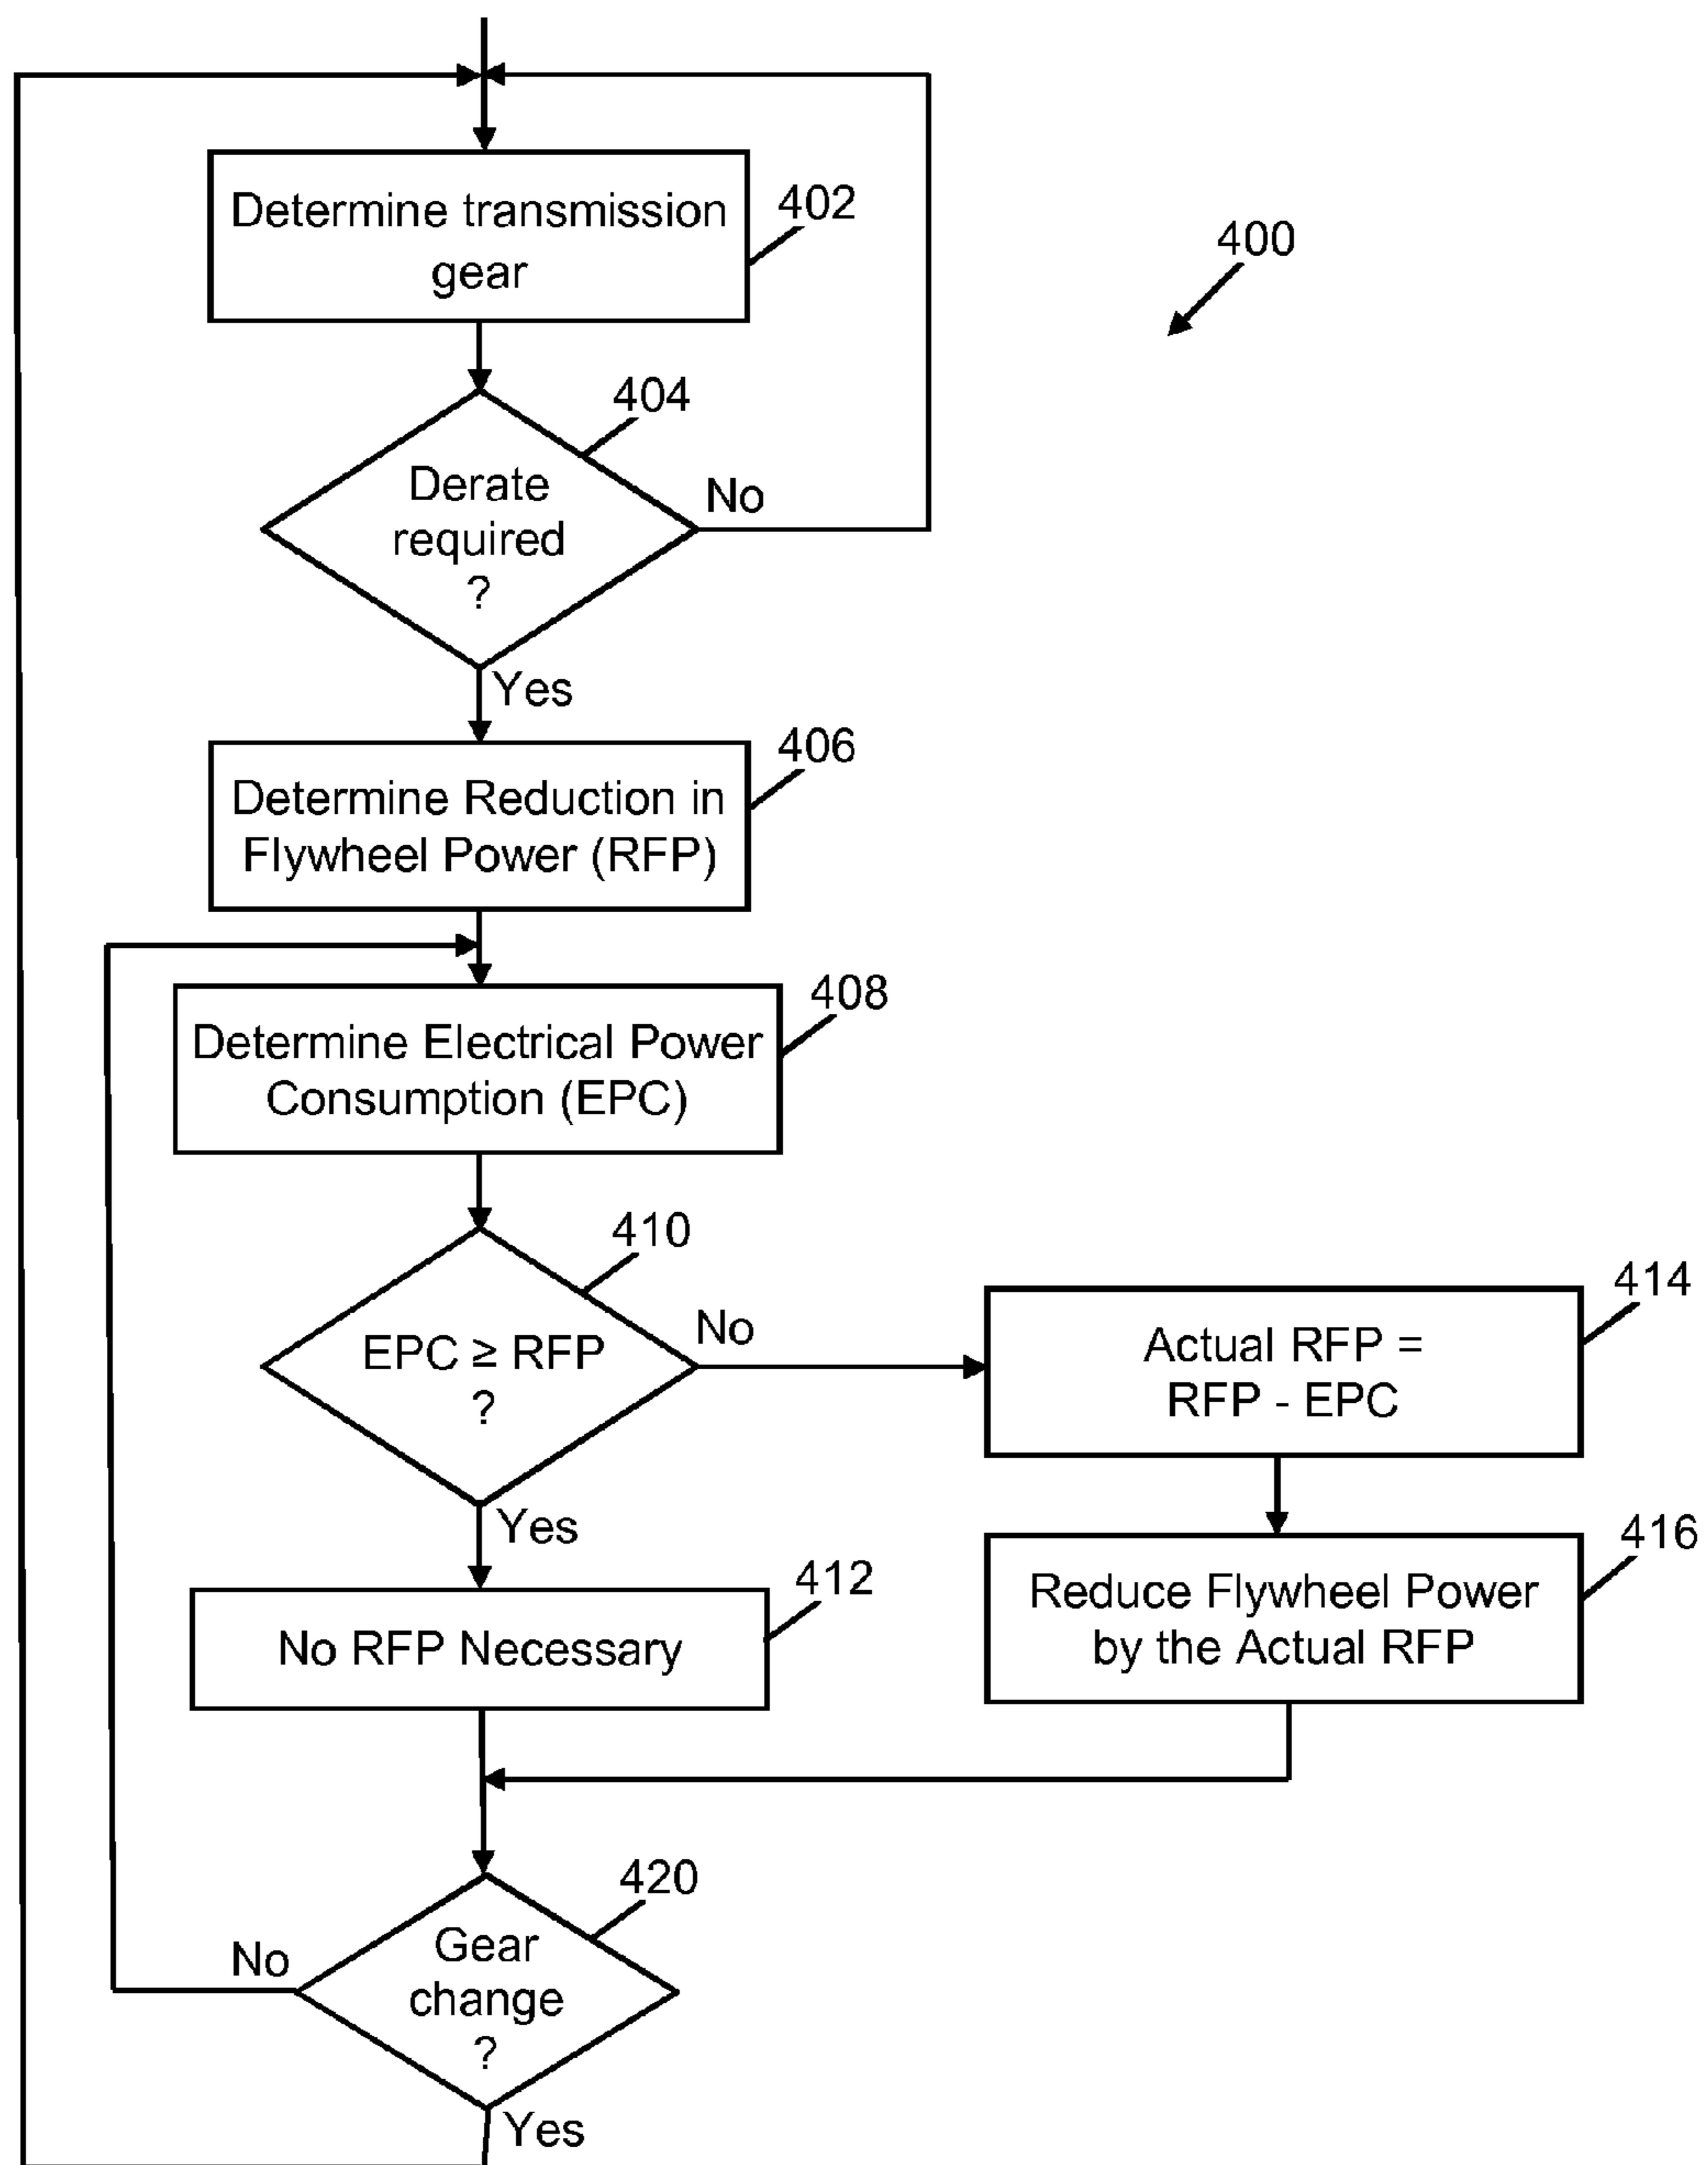 Determine transmission
gear
402
400
404
Derate
required
?
No
Yes
406
Determine Reduction in
Flywheel Power (RFP)
408
Determine Electrical Power
Consumption (EPC)
410
EPC ≥ RFP
?
No
Yes
414
Actual RFP =
RFP - EPC
416
Reduce Flywheel Power
by the Actual RFP
412
No RFP Necessary
420
Gear
change
?
No
Yes